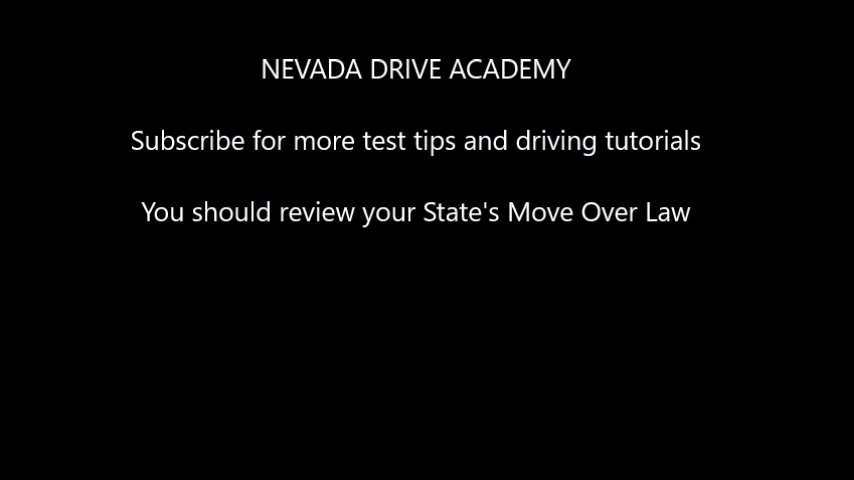 NEVADA DRIVE ACADEMY
Subscribe for more test tips and driving tutorials
You should review your State's Move Over Law